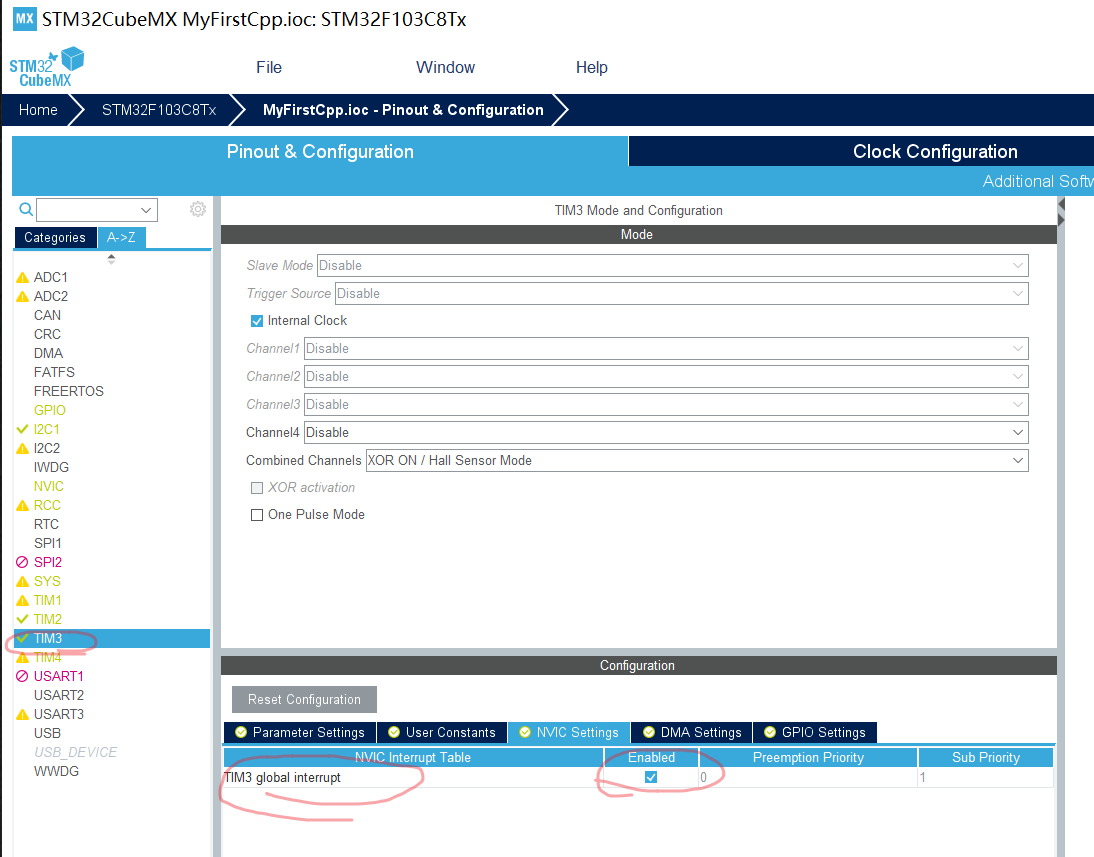 MX STM32CubeMX MyFirstCpp.ioc: STM32F103C8Tx
STM32 CubeMX
File Window Help
Home STM32F103C8Tx MyFirstCpp.ioc - Pinout & Configuration
Pinout & Configuration Clock Configuration
Additional Softw
Categories A->Z
ADC1
ADC2
CAN
CRC
DMA
FATFS
FREERTOS
GPIO
I2C1
I2C2
IWDG
NVIC
RCC
RTC
SPI1
SPI2
SYS
TIM1
TIM2
TIM3
TIM4
USART1
USART2
USART3
USB
USB_DEVICE
WWDG
TIM3 Mode and Configuration
Mode
Slave Mode Disable
Trigger Source Disable
Internal Clock
Channel1 Disable
Channel2 Disable
Channel3 Disable
Channel4 Disable
Combined Channels XOR ON / Hall Sensor Mode
XOR activation
One Pulse Mode
Configuration
Reset Configuration
Parameter Settings User Constants NVIC Settings DMA Settings GPIO Settings
NVIC Interrupt Table Enabled Preemption Priority Sub Priority
TIM3 global interrupt 0 1